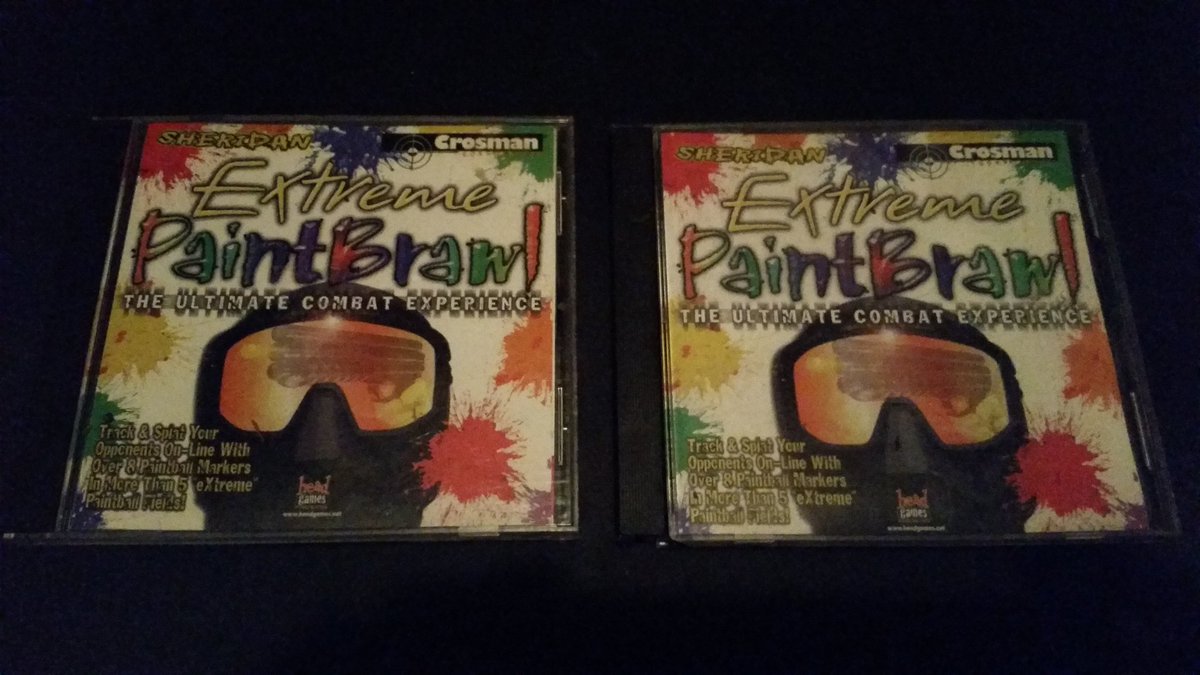 SHERIDAN
Crosman
Extreme
PaintBrawl
THE ULTIMATE COMBAT EXPERIENCE
Track & Splat Your
Opponents On-Line With
Over 8 Paintball Markers
In More Than 5 "eXtreme"
Paintball Fields!
head
games
www.headgames.net
SHERIDAN
Crosman
Extreme
PaintBrawl
THE ULTIMATE COMBAT EXPERIENCE
Track & Splat Your
Opponents On-Line With
Over 8 Paintball Markers
In More Than 5 "eXtreme"
Paintball Fields!
head
games
www.headgames.net